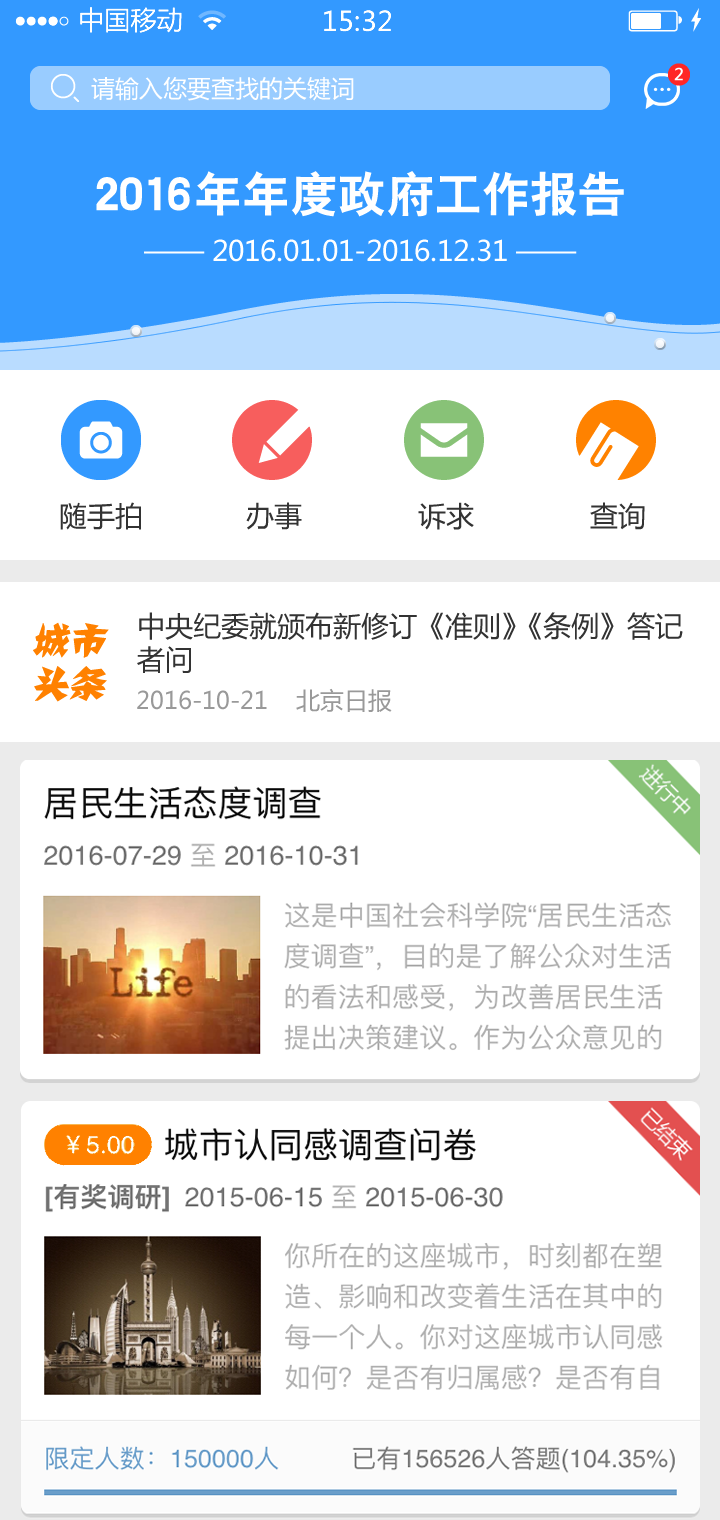 中国移动
15:32
请输入您要查找的关键词
2
2016年年度政府工作报告
2016.01.01-2016.12.31
随手拍
办事
诉求
查询
城市
头条
中央纪委就颁布新修订《准则》《条例》答记
者问
2016-10-21 北京日报
居民生活态度调查
进行中
2016-07-29 至 2016-10-31
Life
这是中国社会科学院“居民生活态
度调查”，目的是了解公众对生活
的看法和感受，为改善居民生活
提出决策建议。作为公众意见的
¥5.00 城市认同感调查问卷
已结束
[有奖调研] 2015-06-15 至 2015-06-30
你所在的这座城市，时刻都在塑
造、影响和改变着生活在其中的
每一个人。你对这座城市认同感
如何？是否有归属感？是否有自
限定人数：150000人
已有156526人答题(104.35%)